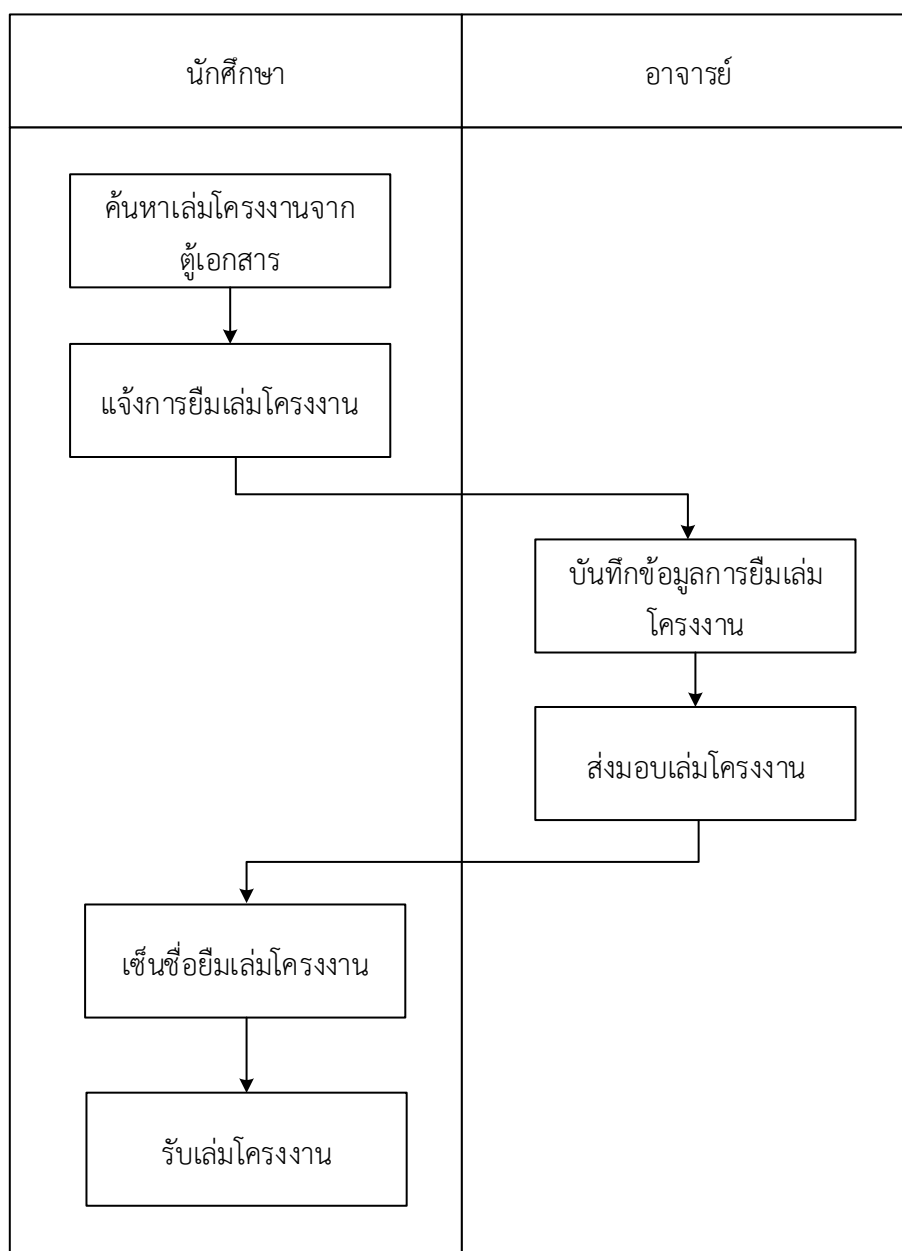 นักศึกษา
อาจารย์
ค้นหาเล่มโครงงานจาก
ตู้เอกสาร
แจ้งการยืมเล่มโครงงาน
บันทึกข้อมูลการยืมเล่ม
โครงงาน
ส่งมอบเล่มโครงงาน
เซ็นชื่อยืมเล่มโครงงาน
รับเล่มโครงงาน